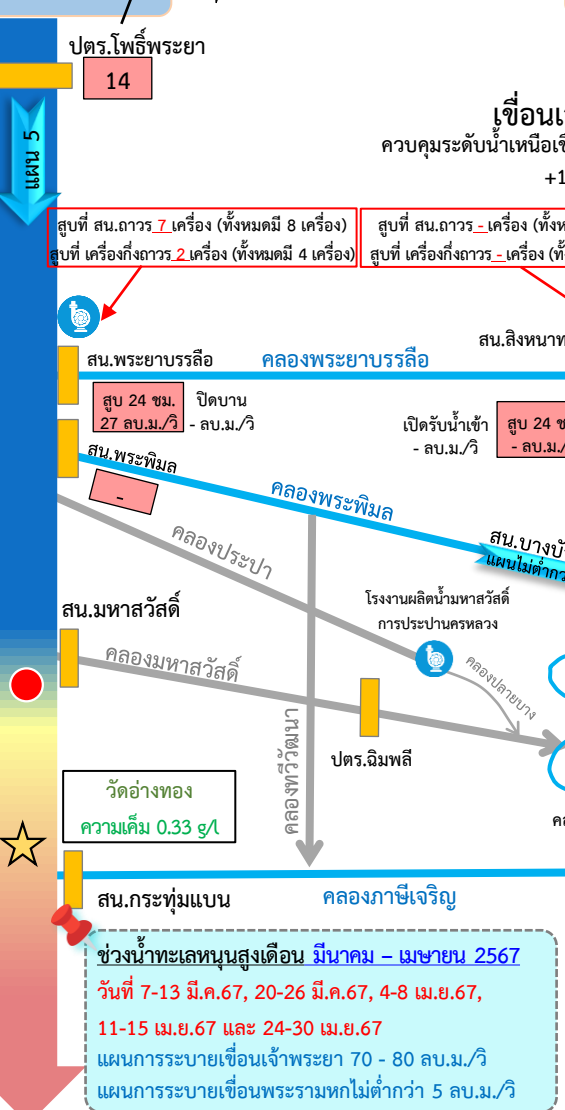 ปตร.โพธิ์พระยา
14
แผน 5
เขื่อน
ควบคุมระดับน้ำเหนือ
+1
สูบที่ สน.ถาวร 7 เครื่อง (ทั้งหมดมี 8 เครื่อง)
สูบที่ เครื่องกึ่งถาวร 2 เครื่อง (ทั้งหมดมี 4 เครื่อง)
สูบที่ สน.ถาวร - เครื่อง
สูบที่ เครื่องกึ่งถาวร - เครื่อง
สน.สิงหนาท
สน.พระยาบรรลือ
คลองพระยาบรรลือ
สูบ 24 ชม.
27 ลบ.ม./วิ
ปิดบาน
- ลบ.ม./วิ
เปิดรับน้ำเข้า
- ลบ.ม./วิ
สูบ 24
- ลบ.ม./
สน.พระพิมล
-
คลองพระพิมล
คลองประปา
สน.บาง
แผนไม่ต่ำกว่
โรงงานผลิตน้ำมหาสวัสดิ์
การประปานครหลวง
สน.มหาสวัสดิ์
คลองมหาสวัสดิ์
คลองปลายบาง
คลองทวีวัฒนา
ปตร.ฉิมพลี
วัดอ่างทอง
ความเค็ม 0.33 g/l
สน.กระทุ่มแบน
คลองภาษีเจริญ
ช่วงน้ำทะเลหนุนสูงเดือน มีนาคม – เมษายน 2567
วันที่ 7-13 มี.ค.67, 20-26 มี.ค.67, 4-8 เม.ย.67,
11-15 เม.ย.67 และ 24-30 เม.ย.67
แผนการระบายเขื่อนเจ้าพระยา 70 - 80 ลบ.ม./วิ
แผนการระบายเขื่อนพระรามหกไม่ต่ำกว่า 5 ลบ.ม./วิ